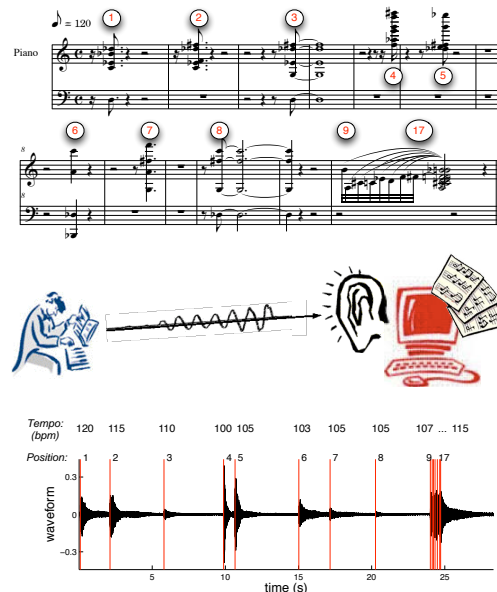 ♪ = 120
1 2 3
Piano
4 5
6 7 8 9 17
8
8
Tempo: (bpm) 120 115 110 100 105 103 105 105 107 ... 115
Position: 1 2 3 4 5 6 7 8 9 17
waveform
0.3
0
-0.3
5 10 15 20 25
time (s)